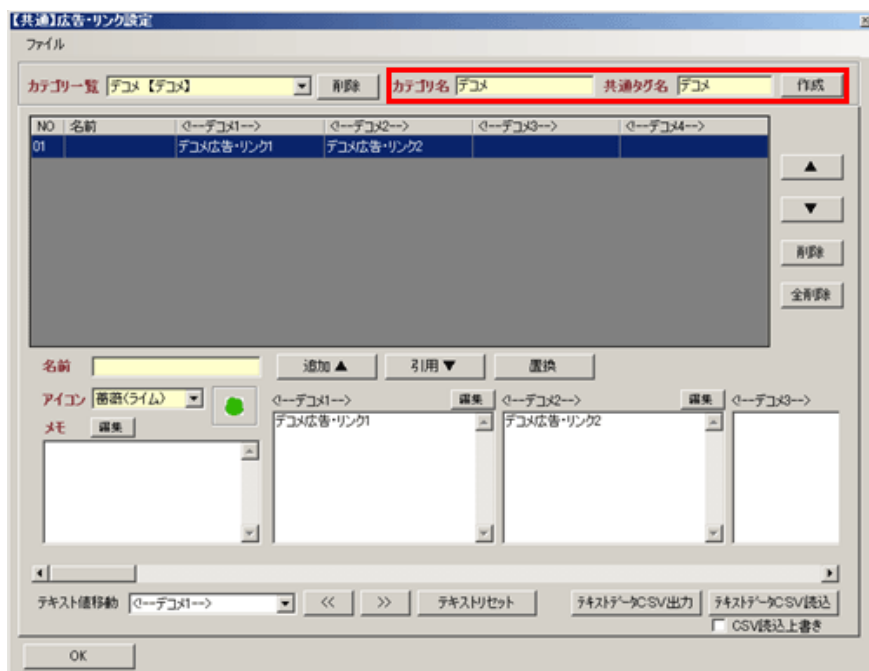 【共通】広告・リンク設定
ファイル
カテゴリ一覧 デコメ 【デコメ】 削除 カテゴリ名 デコメ 共通タグ名 デコメ 作成
NO 名前 <!--デコメ1--> <!--デコメ2--> <!--デコメ3--> <!--デコメ4-->
01 デコメ広告・リンク1 デコメ広告・リンク2
▲
▼
削除
全削除
名前 追加▲ 引用▼ 置換
アイコン 薔薇(ライム) <!--デコメ1--> 編集 <!--デコメ2--> 編集 <!--デコメ3-->
メモ 編集 デコメ広告・リンク1 デコメ広告・リンク2
テキスト値移動 <!--デコメ1--> << >> テキストリセット テキストデータCSV出力 テキストデータCSV読込
CSV読込上書き
OK